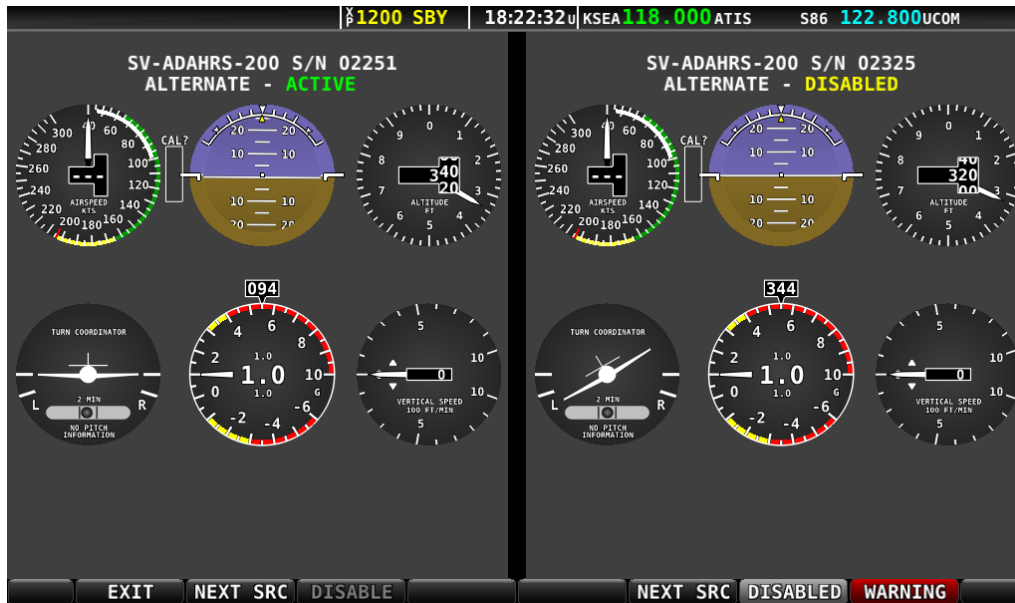 XP 1200 SBY 18:22:32U KSEA 118.000 ATIS S86 122.800 UCOM
SV-ADAHRS-200 S/N 02251
ALTERNATE - ACTIVE
300 40 60
280 80
260 100
240 120
220 140
200 180 160
AIRSPEED
KTS
CAL?
20 20
10 10
10 10
20 20
0
9 1
8 2
7 3
6 4
5
3 40
20
ALTITUDE
FT
TURN COORDINATOR
L R
2 MIN
NO PITCH
INFORMATION
094
4 6 8
2 10
0 G
-2 -4 -6
1.0
1.0
1.0
5
10
0
10
5
VERTICAL SPEED
100 FT/MIN
SV-ADAHRS-200 S/N 02325
ALTERNATE - DISABLED
300 40 60
280 80
260 100
240 120
220 140
200 180 160
AIRSPEED
KTS
CAL?
20 20
10 10
10 10
20 20
0
9 1
8 2
7 3
6 4
5
320
ALTITUDE
FT
TURN COORDINATOR
L R
2 MIN
NO PITCH
INFORMATION
344
4 6 8
2 10
0 G
-2 -4 -6
1.0
1.0
1.0
5
10
0
10
5
VERTICAL SPEED
100 FT/MIN
EXIT NEXT SRC DISABLE NEXT SRC DISABLED WARNING